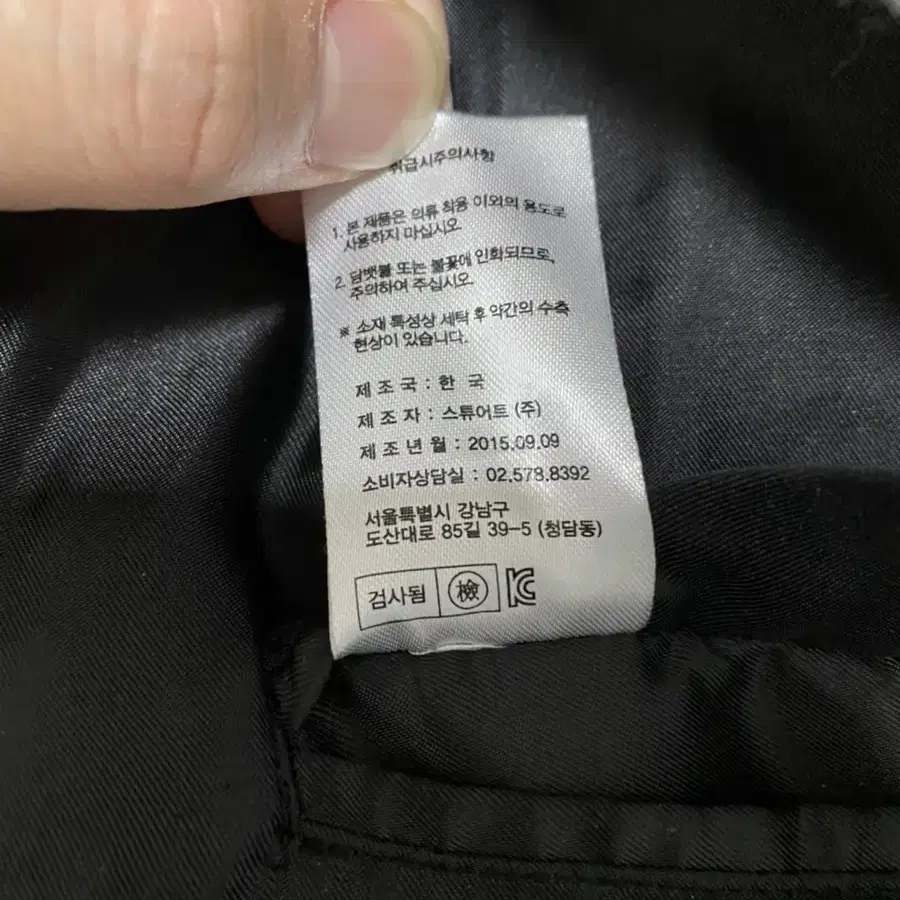 취급시주의사항
1. 본 제품은 의류 착용 이외의 용도로
사용하지 마십시오
2. 담뱃불 또는 불꽃에 인화되므로,
주의하여 주십시오.
※ 소재 특성상 세탁 후 약간의 수축
현상이 있습니다.
제 조 국 : 한 국
제 조 자 : 스튜어트 (주)
제 조 년 월 : 2015.09.09
소비자상담실 : 02.578.8392
서울특별시 강남구
도산대로 85길 39-5 (청담동)
검사됨 檢 KC